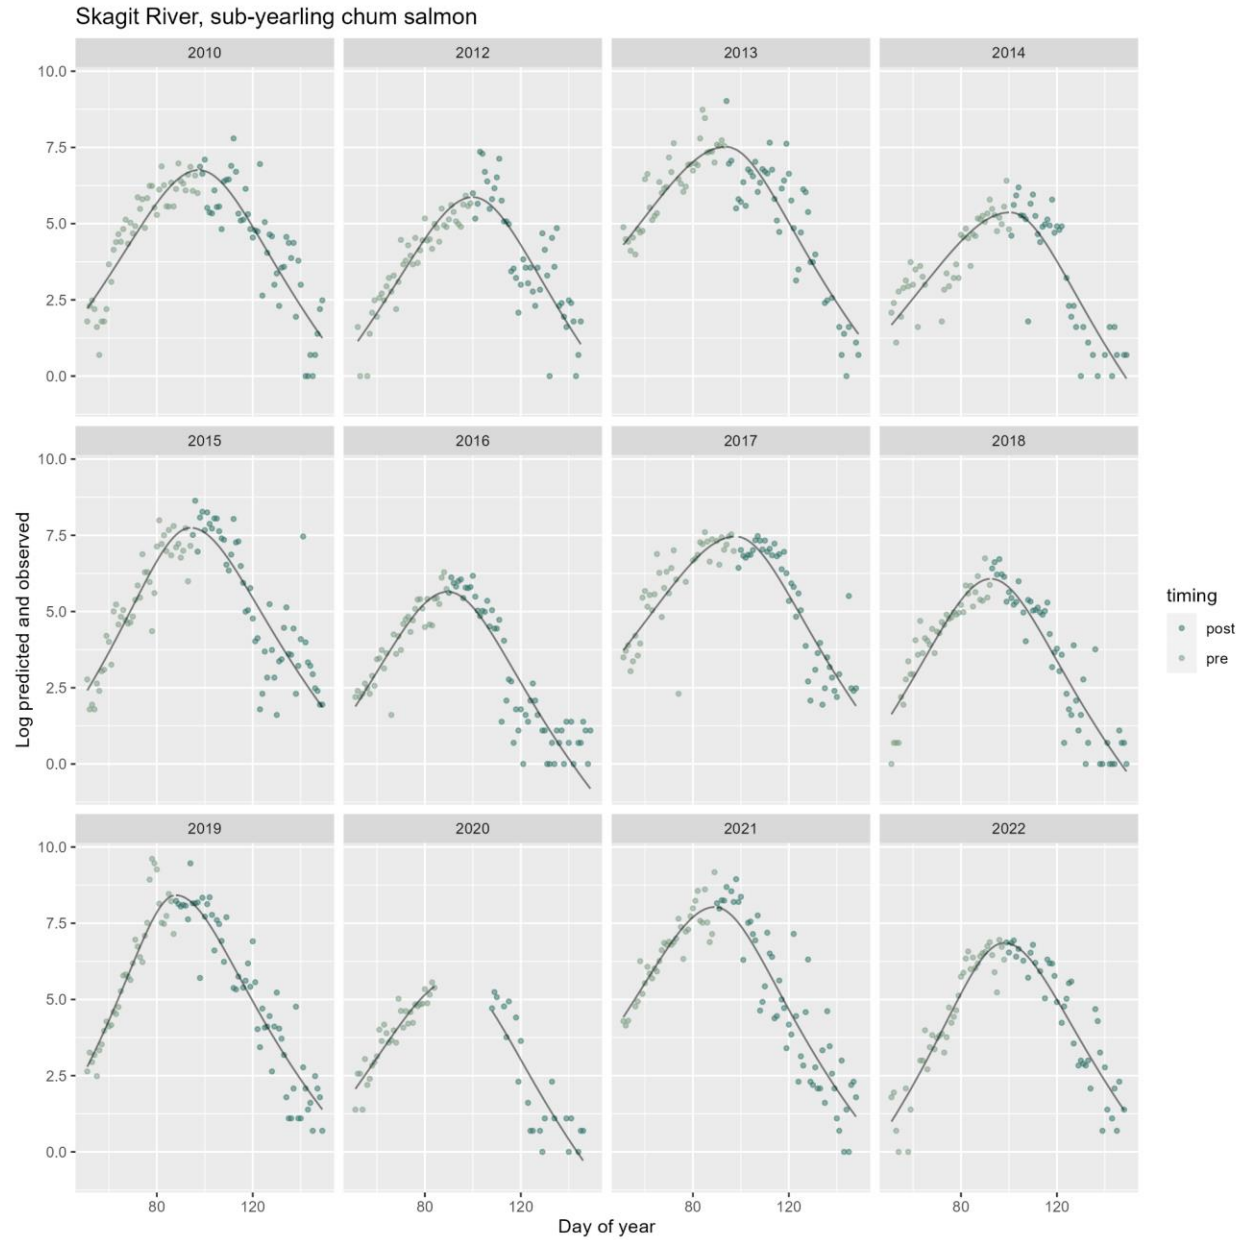 Skagit River, sub-yearling chum salmon
2010 2012 2013 2014
10.0
7.5
5.0
2.5
0.0
2015 2016 2017 2018
10.0
7.5
5.0
2.5
0.0
Log predicted and observed
timing
post
pre
2019 2020 2021 2022
10.0
7.5
5.0
2.5
0.0
80 120 80 120 80 120 80 120
Day of year